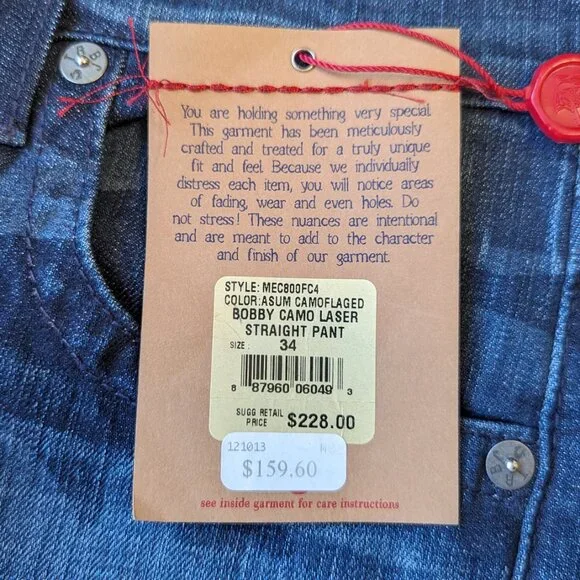 You are holding something very special.
This garment has been meticulously
crafted and treated for a truly unique
fit and feel. Because we individually
distress each item, you will notice areas
of fading, wear and even holes. Do
not stress! These nuances are intentional
and are meant to add to the character
and finish of our garment.
STYLE: MEC800FC4
COLOR:ASUM CAMOFLAGED
BOBBY CAMO LASER
STRAIGHT PANT
SIZE: 34
8 87960 06049 3
SUGG RETAIL
PRICE $228.00
121013
$159.60
see inside garment for care instructions